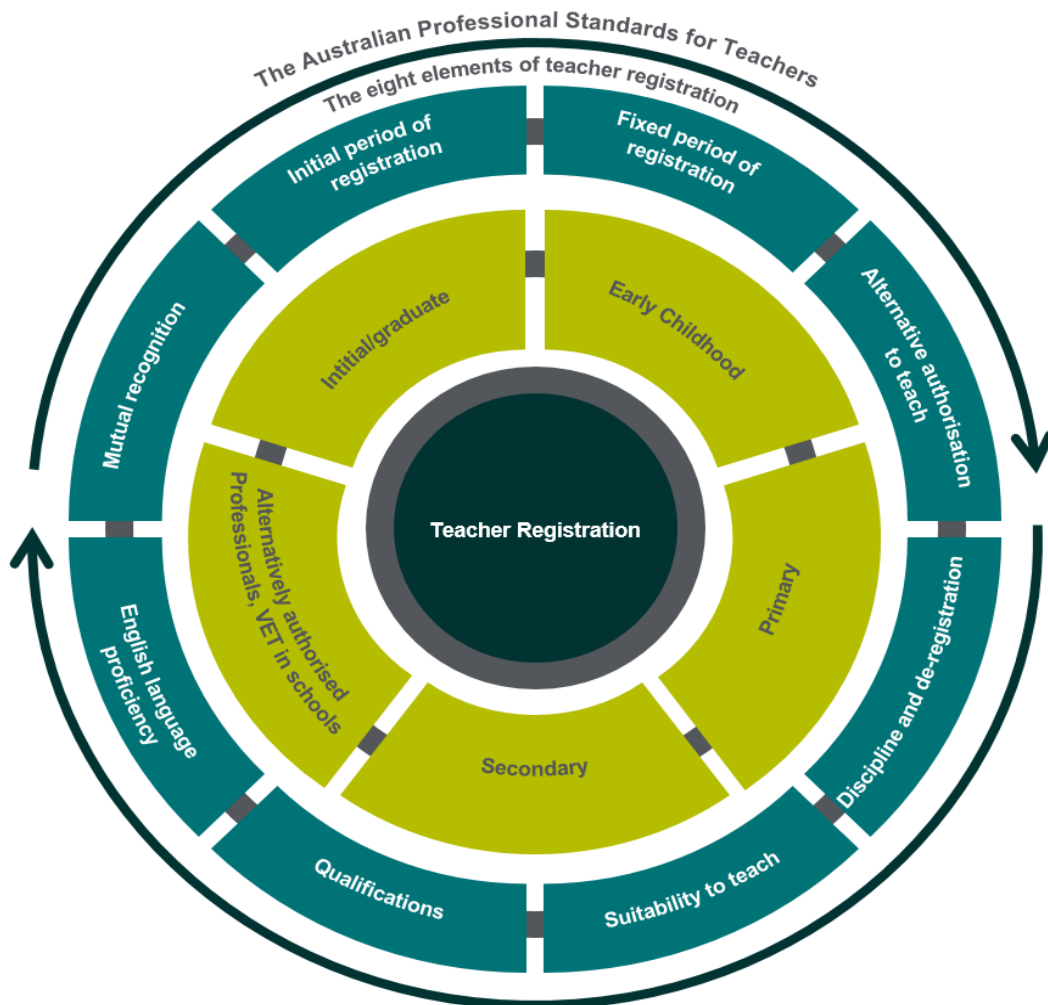 The Australian Professional Standards for Teachers
The eight elements of teacher registration
Initial period of
registration
Fixed period of
registration
Alternative authorisation
to teach
Discipline and de-registration
Suitability to teach
Qualifications
English language
proficiency
Mutual recognition
Intitial/graduate
Early Childhood
Primary
Secondary
Alternatively authorised
Professionals, VET in schools
Teacher Registration